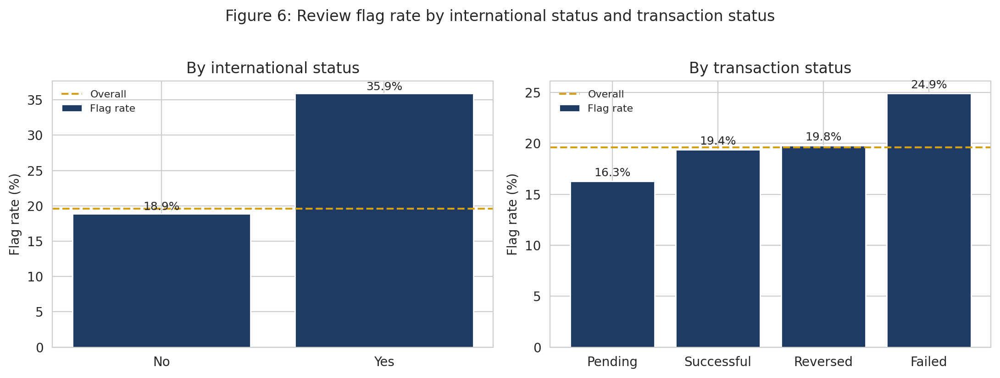 Figure 6: Review flag rate by international status and transaction status
By international status
Flag rate (%)
35
30
25
20
15
10
5
0
Overall
Flag rate
18.9%
35.9%
No
Yes
By transaction status
Flag rate (%)
25
20
15
10
5
0
Overall
Flag rate
16.3%
19.4%
19.8%
24.9%
Pending
Successful
Reversed
Failed